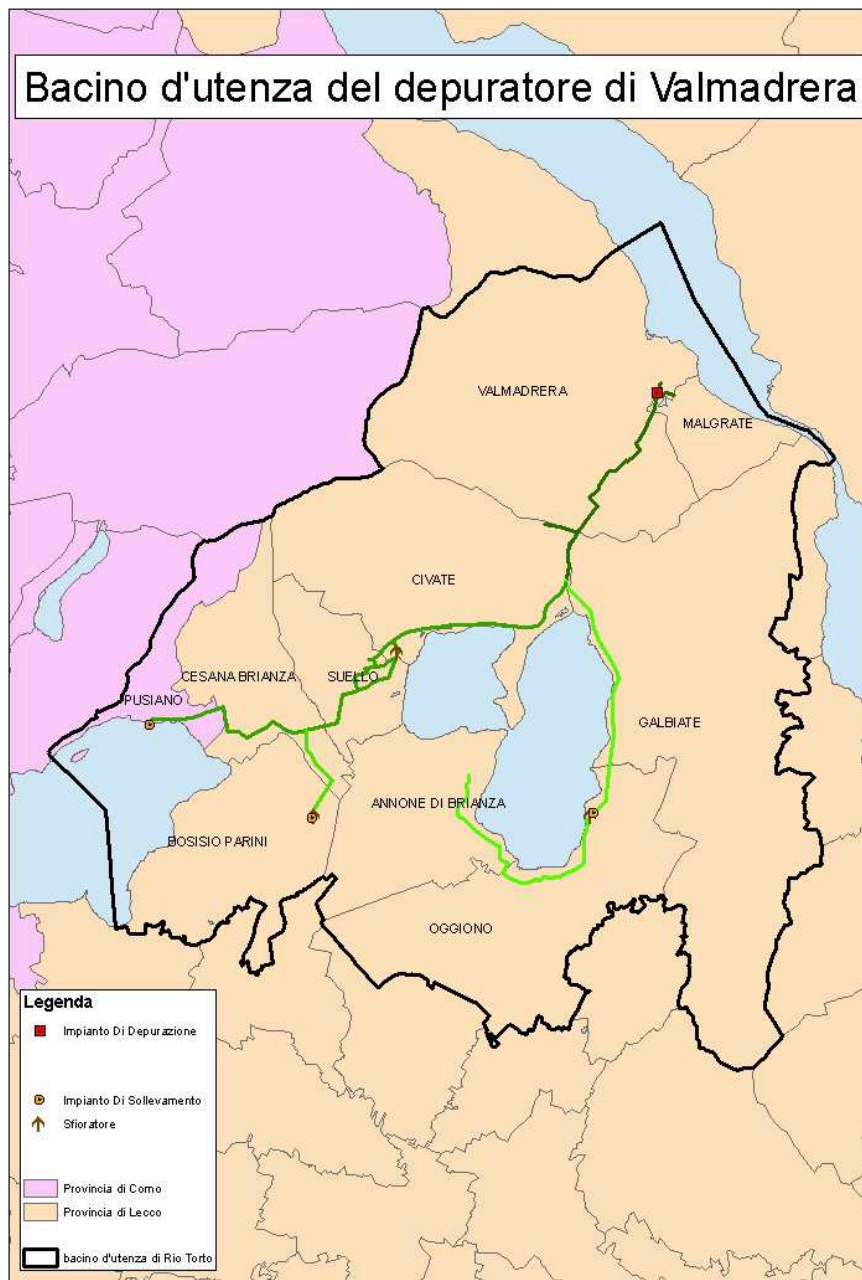 Bacino d'utenza del depuratore di Valmadrera
VALMADRERA
MALGRATE
CIVATE
CESANA BRIANZA
SUELLO
PUSIANO
GALBIATE
ANNONE DI BRIANZA
BOSISIO PARINI
OGGIONO
Legenda
Impianto Di Depurazione
Impianto Di Sollevamento
Sfioratore
Provincia di Como
Provincia di Lecco
bacino d'utenza di Rio Torto